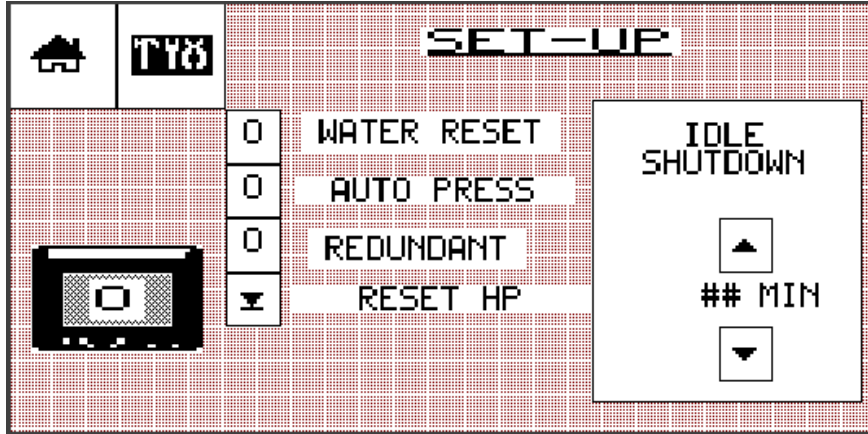 SET-UP
O WATER RESET
O AUTO PRESS
O REDUNDANT
RESET HP
O
IDLE
SHUTDOWN
## MIN